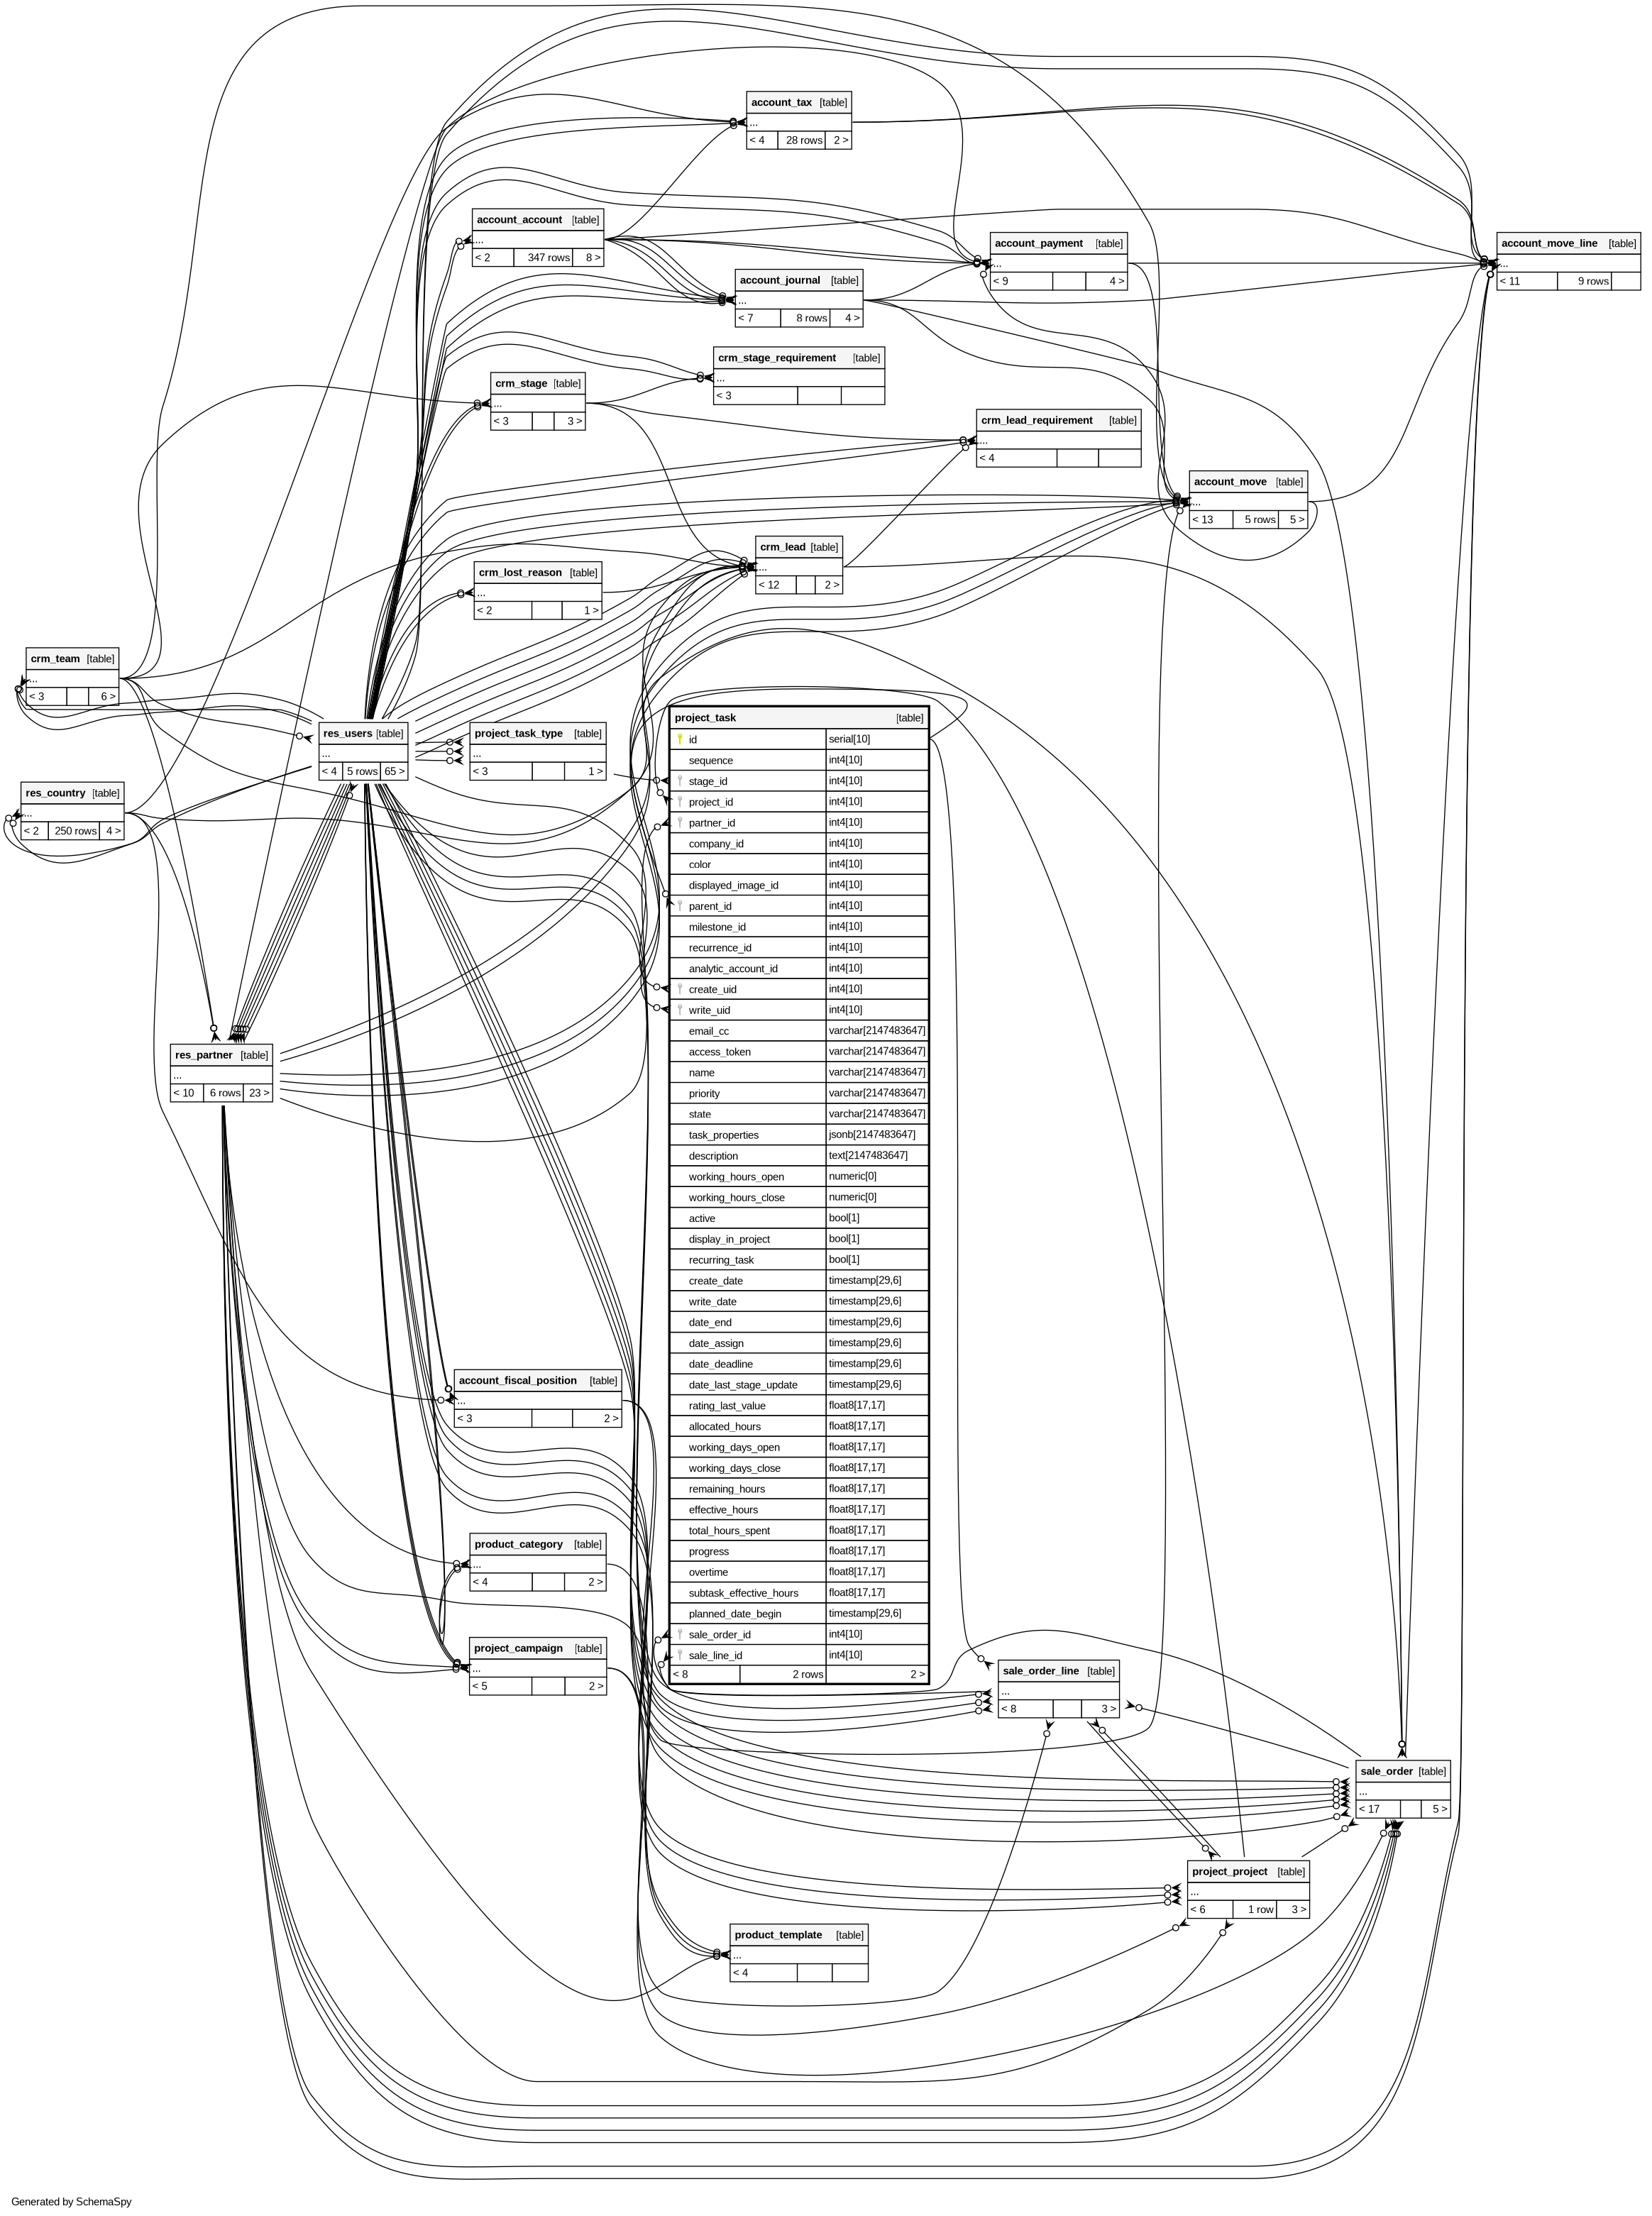 account_tax [table]
...
< 4 28 rows 2 >
account_account [table]
...
< 2 347 rows 8 >
account_payment [table]
...
< 9 4 >
account_move_line [table]
...
< 11 9 rows
account_journal [table]
...
< 7 8 rows 4 >
crm_stage_requirement [table]
...
< 3
crm_stage [table]
...
< 3 3 >
crm_lead_requirement [table]
...
< 4
account_move [table]
...
< 13 5 rows 5 >
crm_lead [table]
...
< 12 2 >
crm_lost_reason [table]
...
< 2 1 >
crm_team [table]
...
< 3 6 >
res_users [table]
...
< 4 5 rows 65 >
project_task_type [table]
...
< 3 1 >
res_country [table]
...
< 2 250 rows 4 >
project_task [table]
id serial[10]
sequence int4[10]
stage_id int4[10]
project_id int4[10]
partner_id int4[10]
company_id int4[10]
color int4[10]
displayed_image_id int4[10]
parent_id int4[10]
milestone_id int4[10]
recurrence_id int4[10]
analytic_account_id int4[10]
create_uid int4[10]
write_uid int4[10]
email_cc varchar[2147483647]
access_token varchar[2147483647]
name varchar[2147483647]
priority varchar[2147483647]
state varchar[2147483647]
task_properties jsonb[2147483647]
description text[2147483647]
working_hours_open numeric[0]
working_hours_close numeric[0]
active bool[1]
display_in_project bool[1]
recurring_task bool[1]
create_date timestamp[29,6]
write_date timestamp[29,6]
date_end timestamp[29,6]
date_assign timestamp[29,6]
date_deadline timestamp[29,6]
date_last_stage_update timestamp[29,6]
rating_last_value float8[17,17]
allocated_hours float8[17,17]
working_days_open float8[17,17]
working_days_close float8[17,17]
remaining_hours float8[17,17]
effective_hours float8[17,17]
total_hours_spent float8[17,17]
progress float8[17,17]
overtime float8[17,17]
subtask_effective_hours float8[17,17]
planned_date_begin timestamp[29,6]
sale_order_id int4[10]
sale_line_id int4[10]
< 8 2 rows 2 >
res_partner [table]
...
< 10 6 rows 23 >
account_fiscal_position [table]
...
< 3 2 >
product_category [table]
...
< 4 2 >
project_campaign [table]
...
< 5 2 >
sale_order_line [table]
...
< 8 3 >
sale_order [table]
...
< 17 5 >
project_project [table]
...
< 6 1 row 3 >
product_template [table]
...
< 4
Generated by SchemaSpy